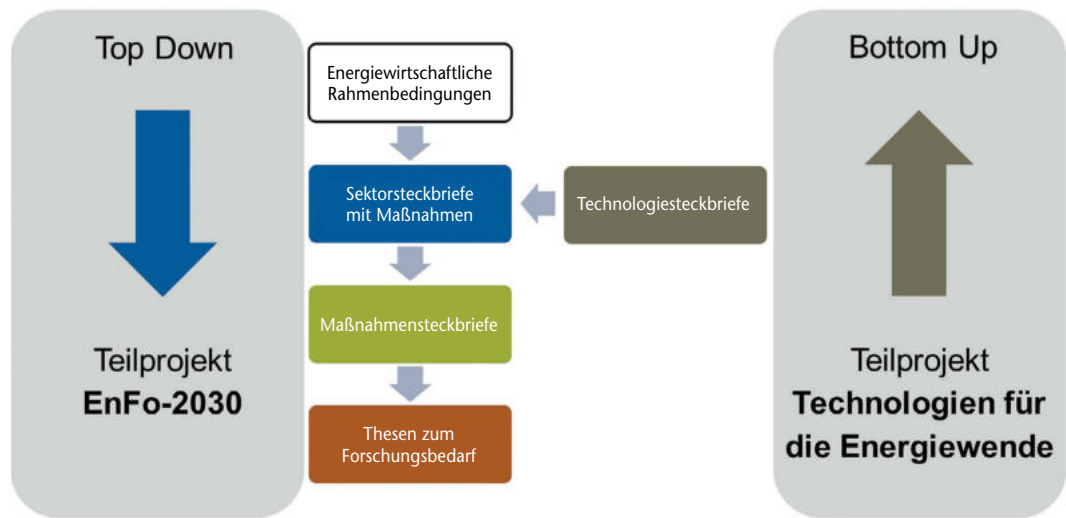 Top Down
Teilprojekt
EnFo-2030
Energiewirtschaftliche
Rahmenbedingungen
Sektorsteckbriefe
mit Maßnahmen
Technologiesteckbriefe
Maßnahmensteckbriefe
Thesen zum
Forschungsbedarf
Bottom Up
Teilprojekt
Technologien für
die Energiewende